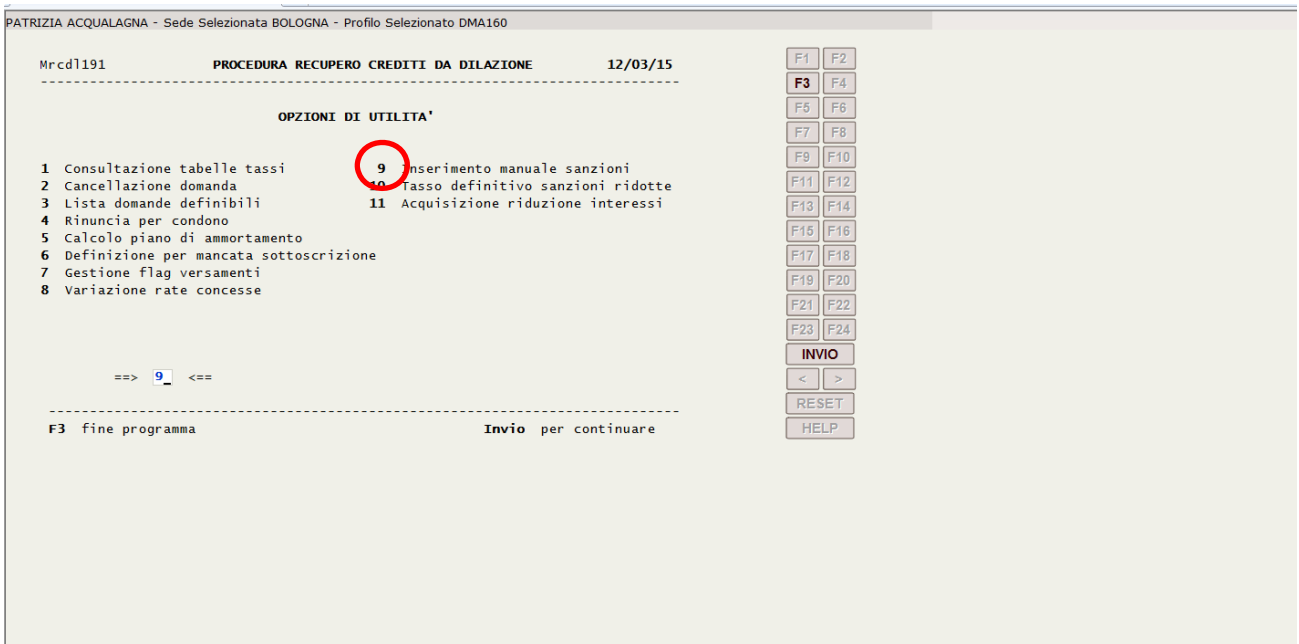 PATRIZIA ACQUALAGNA - Sede Selezionata BOLOGNA - Profilo Selezionato DMA160
Mrcdl191 PROCEDURA RECUPERO CREDITI DA DILAZIONE 12/03/15
OPZIONI DI UTILITA'
1 Consultazione tabelle tassi 9 Inserimento manuale sanzioni
2 Cancellazione domanda 10 Tasso definitivo sanzioni ridotte
3 Lista domande definibili 11 Acquisizione riduzione interessi
4 Rinuncia per condono
5 Calcolo piano di ammortamento
6 Definizione per mancata sottoscrizione
7 Gestione flag versamenti
8 Variazione rate concesse
==> 9_ <==
F3 fine programma Invio per continuare
F1 F2
F3 F4
F5 F6
F7 F8
F9 F10
F11 F12
F13 F14
F15 F16
F17 F18
F19 F20
F21 F22
F23 F24
INVIO
< >
RESET
HELP